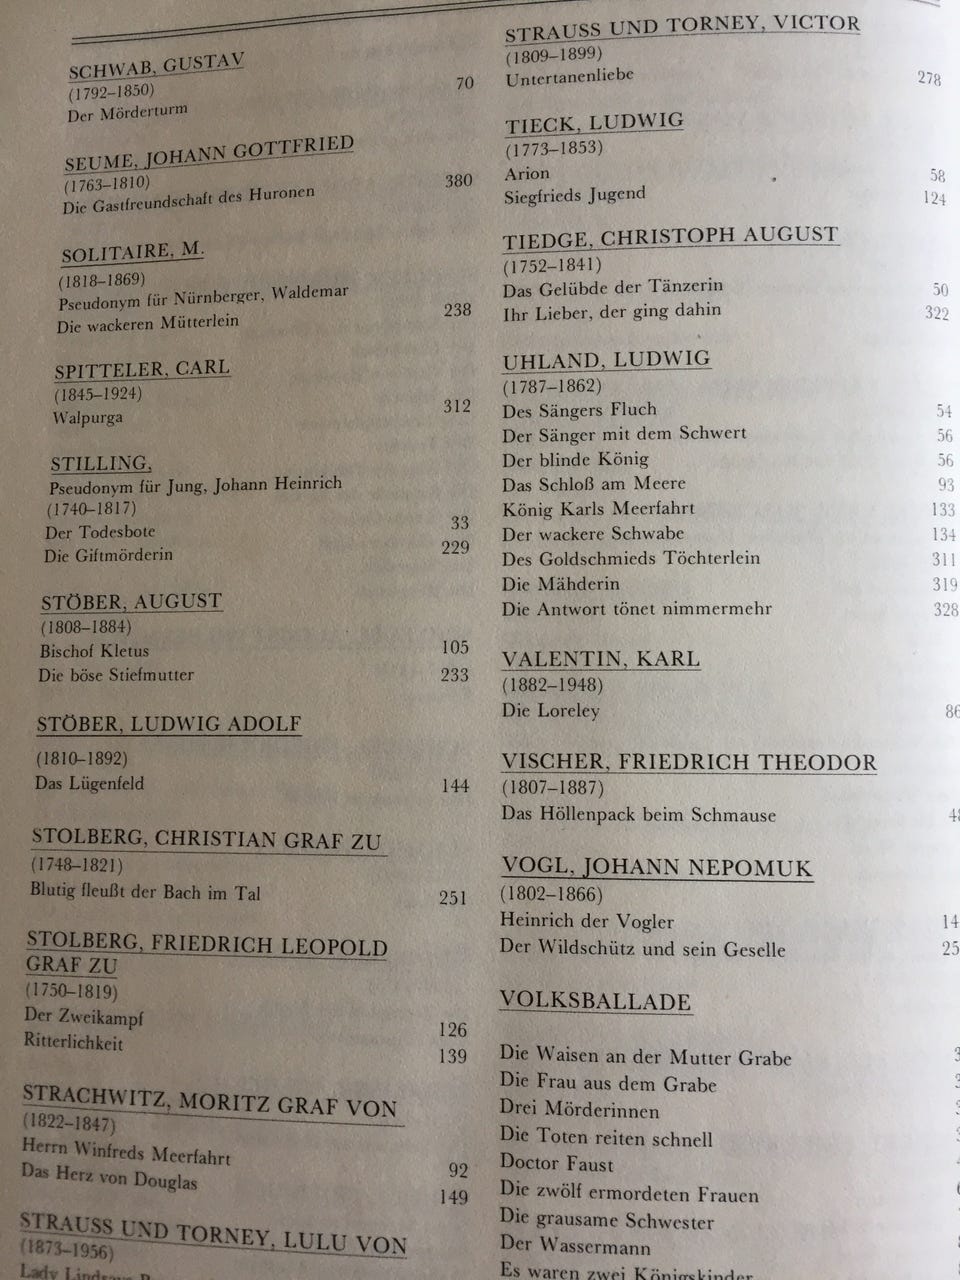 SCHWAB, GUSTAV
(1792–1850)
Der Mörderturm 70
SEUME, JOHANN GOTTFRIED
(1763–1810)
Die Gastfreundschaft des Huronen 380
SOLITAIRE, M.
(1818–1869)
Pseudonym für Nürnberger, Waldemar
Die wackeren Mütterlein 238
SPITTELER, CARL
(1845–1924)
Walpurga 312
STILLING,
Pseudonym für Jung, Johann Heinrich
(1740–1817)
Der Todesbote 33
Die Giftmörderin 229
STÖBER, AUGUST
(1808–1884)
Bischof Kletus 105
Die böse Stiefmutter 233
STÖBER, LUDWIG ADOLF
(1810–1892)
Das Lügenfeld 144
STOLBERG, CHRISTIAN GRAF ZU
(1748–1821)
Blutig fleußt der Bach im Tal 251
STOLBERG, FRIEDRICH LEOPOLD
GRAF ZU
(1750–1819)
Der Zweikampf 126
Ritterlichkeit 139
STRACHWITZ, MORITZ GRAF VON
(1822–1847)
Herrn Winfreds Meerfahrt 92
Das Herz von Douglas 149
STRAUSS UND TORNEY, LULU VON
(1873–1956)
STRAUSS UND TORNEY, VICTOR
(1809–1899)
Untertanenliebe 278
TIECK, LUDWIG
(1773–1853)
Arion 58
Siegfrieds Jugend 124
TIEDGE, CHRISTOPH AUGUST
(1752–1841)
Das Gelübde der Tänzerin 50
Ihr Lieber, der ging dahin 322
UHLAND, LUDWIG
(1787–1862)
Des Sängers Fluch 54
Der Sänger mit dem Schwert 56
Der blinde König 56
Das Schloß am Meere 93
König Karls Meerfahrt 133
Der wackere Schwabe 134
Des Goldschmieds Töchterlein 311
Die Mähderin 319
Die Antwort tönet nimmermehr 328
VALENTIN, KARL
(1882–1948)
Die Loreley 86
VISCHER, FRIEDRICH THEODOR
(1807–1887)
Das Höllenpack beim Schmause
VOGL, JOHANN NEPOMUK
(1802–1866)
Heinrich der Vogler 14
Der Wildschütz und sein Geselle 25
VOLKSBALLADE
Die Waisen an der Mutter Grabe
Die Frau aus dem Grabe
Drei Mörderinnen
Die Toten reiten schnell
Doctor Faust
Die zwölf ermordeten Frauen
Die grausame Schwester
Der Wassermann
Es waren zwei Königskinder